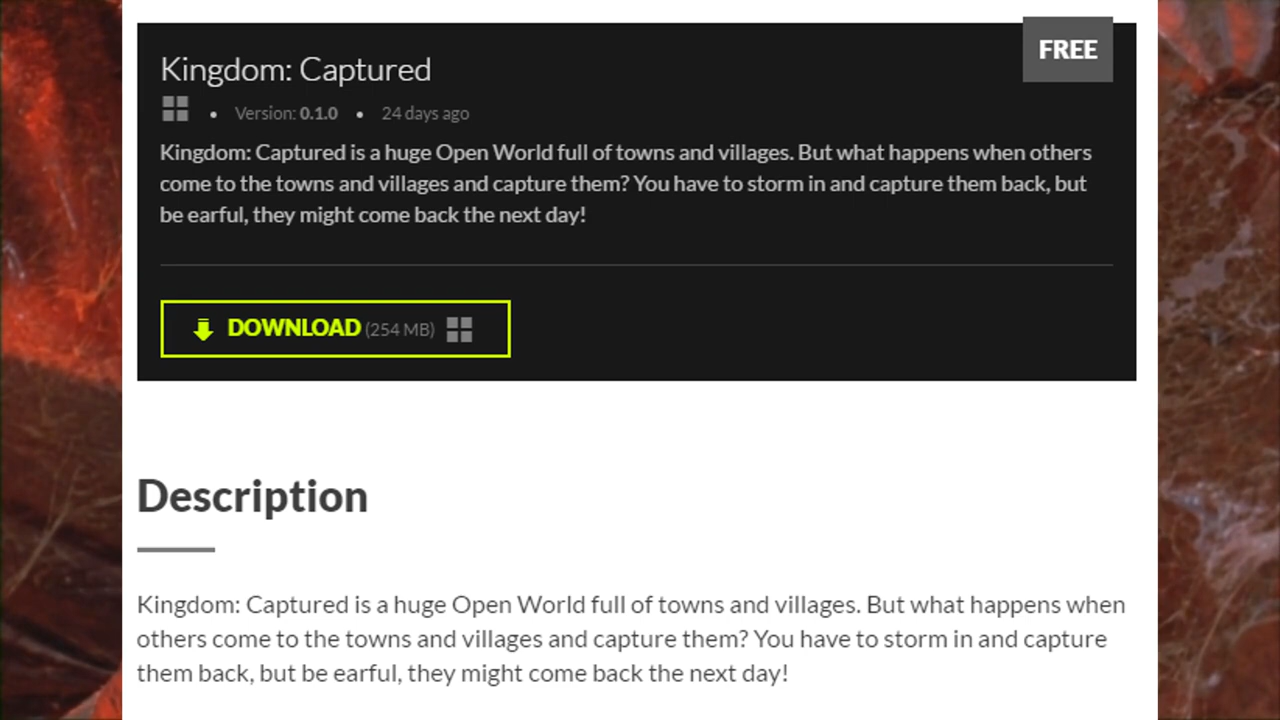 FREE
Kingdom: Captured
• Version: 0.1.0 • 24 days ago
Kingdom: Captured is a huge Open World full of towns and villages. But what happens when others
come to the towns and villages and capture them? You have to storm in and capture them back, but
be earful, they might come back the next day!
DOWNLOAD (254 MB)
Description
Kingdom: Captured is a huge Open World full of towns and villages. But what happens when
others come to the towns and villages and capture them? You have to storm in and capture
them back, but be earful, they might come back the next day!